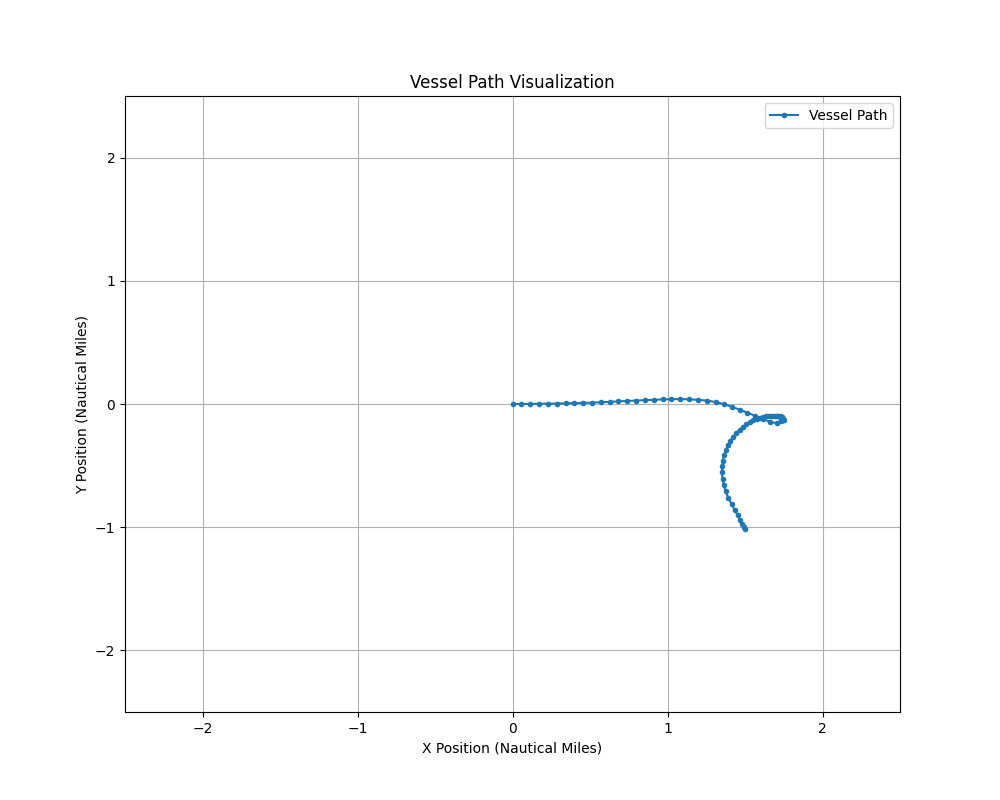 Vessel Path Visualization
Vessel Path
2
1
0
−1
−2
Y Position (Nautical Miles)
−2
−1
0
1
2
X Position (Nautical Miles)